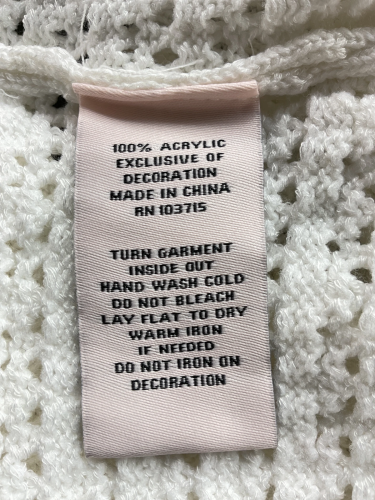 100% ACRYLIC
EXCLUSIVE OF
DECORATION
MADE IN CHINA
RN 103715
TURN GARMENT
INSIDE OUT
HAND WASH COLD
DO NOT BLEACH
LAY FLAT TO DRY
WARM IRON
IF NEEDED
DO NOT IRON ON
DECORATION